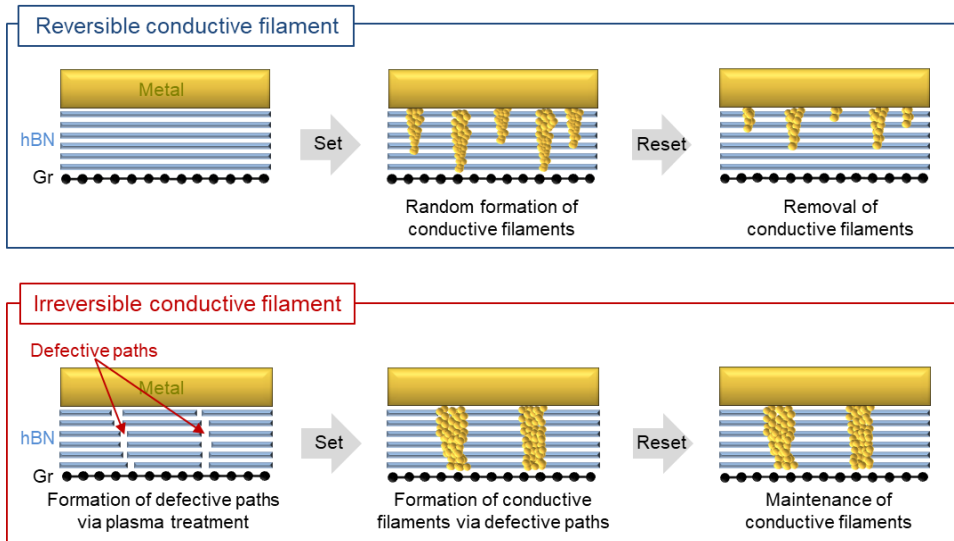 Reversible conductive filament
Metal
hBN
Gr
Set
Reset
Random formation of
conductive filaments
Removal of
conductive filaments
Irreversible conductive filament
Defective paths
Metal
hBN
Gr
Set
Reset
Formation of defective paths
via plasma treatment
Formation of conductive
filaments via defective paths
Maintenance of
conductive filaments